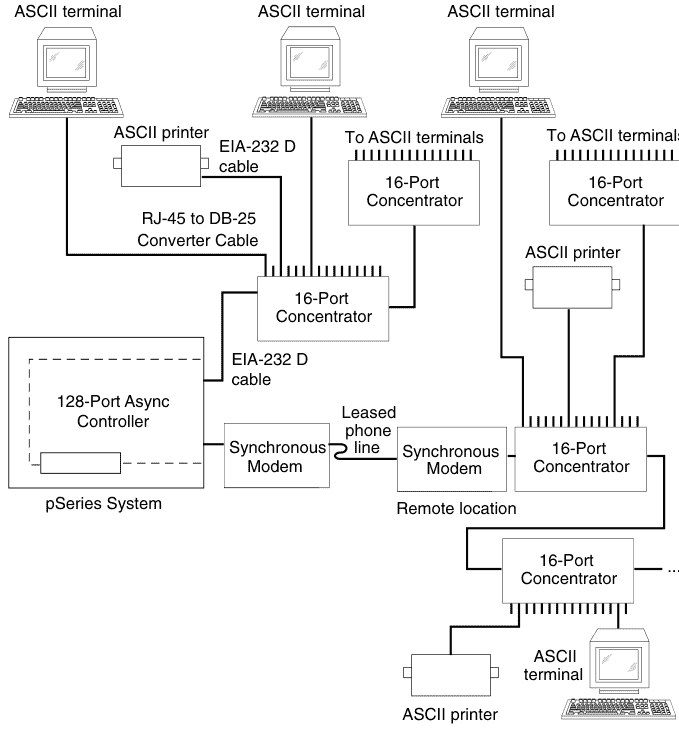 ASCII terminal
ASCII terminal
ASCII terminal
ASCII printer
EIA-232 D
cable
To ASCII terminals
To ASCII terminals
16-Port
Concentrator
16-Port
Concentrator
RJ-45 to DB-25
Converter Cable
ASCII printer
16-Port
Concentrator
EIA-232 D
cable
128-Port Async
Controller
Leased
phone
line
Synchronous
Modem
Synchronous
Modem
16-Port
Concentrator
pSeries System
Remote location
16-Port
Concentrator
...
ASCII
terminal
ASCII printer